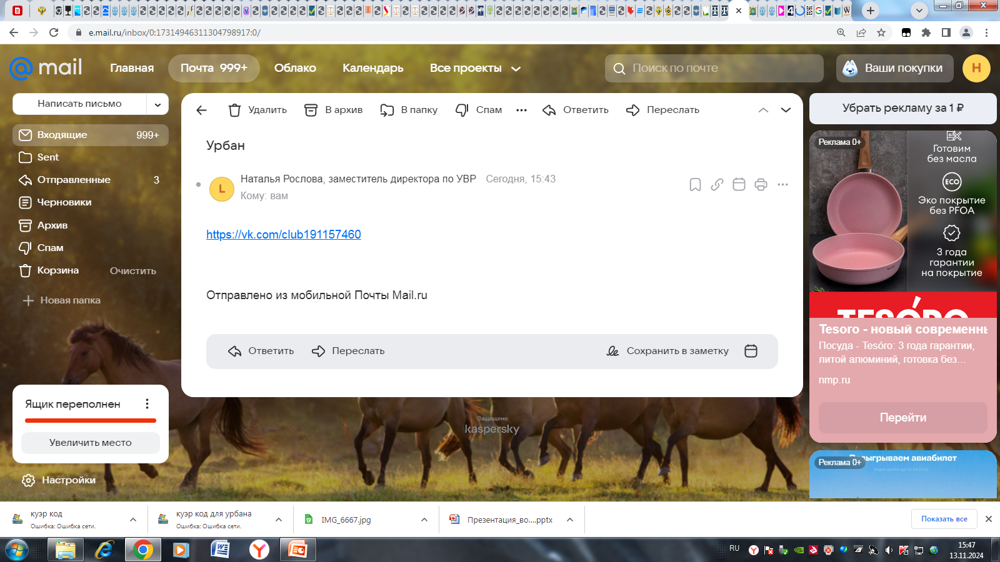 e.mail.ru/inbox/0:17314946311304798917:0/
mail
Главная
Почта 999+
Облако
Календарь
Все проекты
Поиск по почте
Ваши покупки
Н
Написать письмо
Удалить
В архив
В папку
Спам
Ответить
Переслать
Убрать рекламу за 1 ₽
Входящие 999+
Sent
Отправленные 3
Черновики
Архив
Спам
Корзина Очистить
Новая папка
Урбан
L
Наталья Рослова, заместитель директора по УВР Сегодня, 15:43
Кому: вам
https://vk.com/club191157460
Отправлено из мобильной Почты Mail.ru
Ответить
Переслать
Сохранить в заметку
Защищено
kaspersky
Реклама 0+
Готовим
без масла
ECO
Эко покрытие
без PFOA
3 года
гарантии
на покрытие
TESÓRO
Tesoro - новый современны
Посуда - Tesóro: 3 года гарантии,
литой алюминий, готовка без...
nmp.ru
Перейти
Реклама 0+
авиабилет
Ящик переполнен
Увеличить место
Настройки
куэр код
Ошибка: Ошибка сети.
куэр код для урбана
Ошибка: Ошибка сети.
IMG_6667.jpg
Презентация_во....pptx
Показать все
RU
15:47
13.11.2024